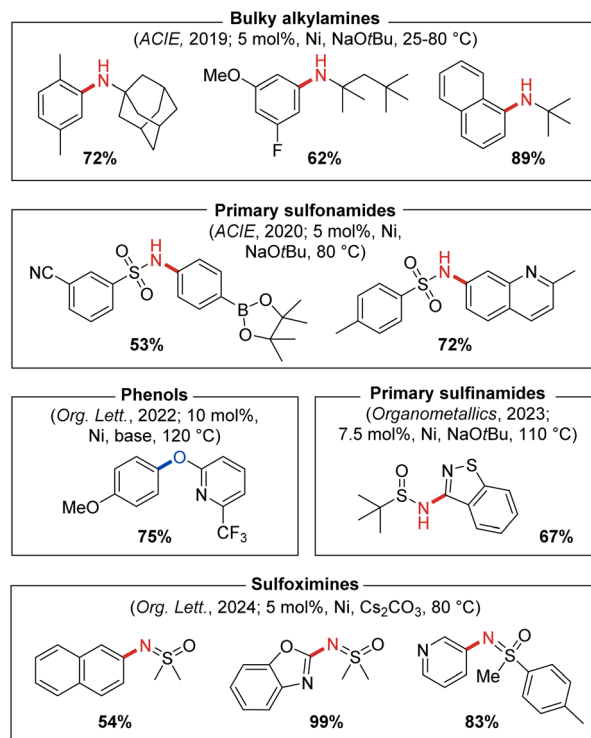 Bulky alkylamines
(ACIE, 2019; 5 mol%, Ni, NaOtBu, 25-80 °C)
H
N
72%
MeO
H
N
F
62%
H
N
89%
Primary sulfonamides
(ACIE, 2020; 5 mol%, Ni,
NaOtBu, 80 °C)
NC
O
S
O
H
N
B
O
O
53%
O
S
O
H
N
N
72%
Phenols
(Org. Lett., 2022; 10 mol%,
Ni, base, 120 °C)
MeO
O
N
CF3
75%
Primary sulfinamides
(Organometallics, 2023;
7.5 mol%, Ni, NaOtBu, 110 °C)
O
S
N
H
N
S
67%
Sulfoximines
(Org. Lett., 2024; 5 mol%, Ni, Cs2CO3, 80 °C)
N
S
O
54%
O
N
N
S
O
99%
N
N
S
O
Me
83%